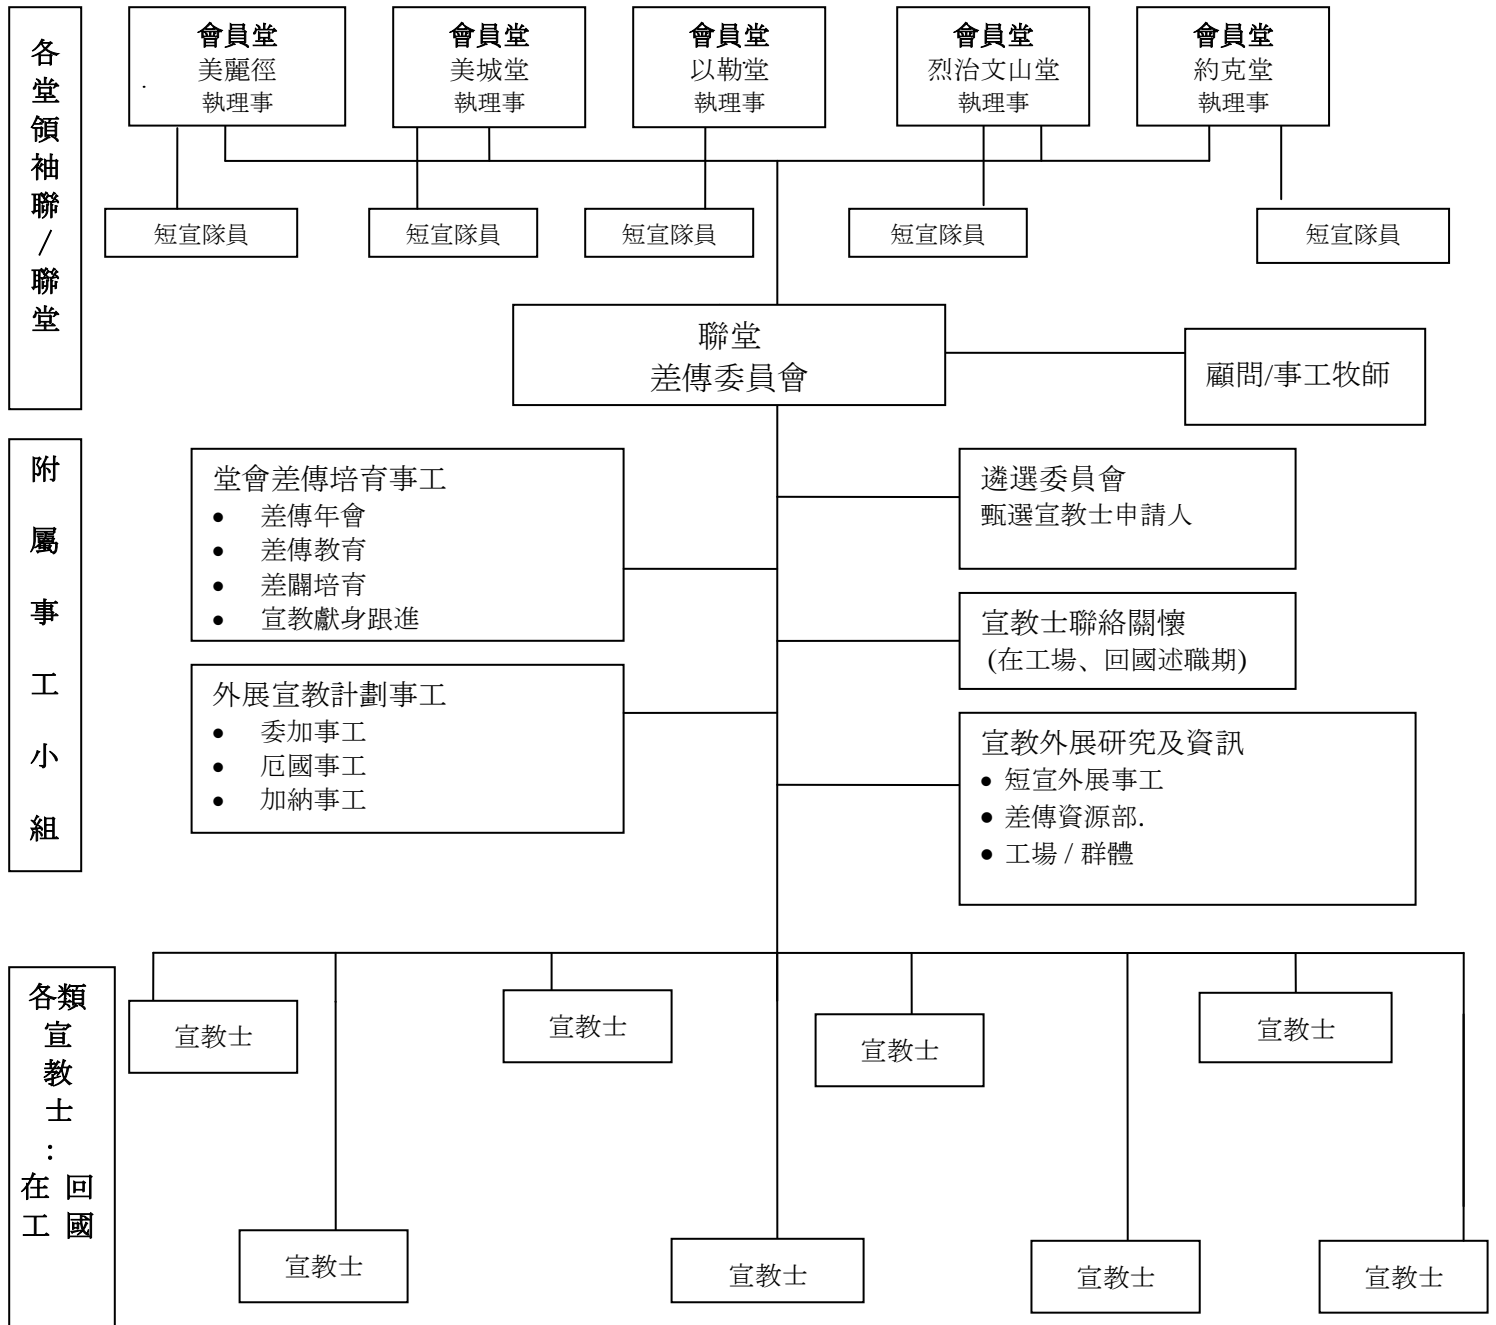 各
堂
領
袖
聯
/
聯
堂
會員堂
美麗徑
執理事
會員堂
美城堂
執理事
會員堂
以勒堂
執理事
會員堂
烈治文山堂
執理事
會員堂
約克堂
執理事
短宣隊員
短宣隊員
短宣隊員
短宣隊員
短宣隊員
聯堂
差傳委員會
顧問/事工牧師
附
屬
事
工
小
組
堂會差傳培育事工
• 差傳年會
• 差傳教育
• 差關培育
• 宣教獻身跟進
遴選委員會
甄選宣教士申請人
宣教士聯絡關懷
(在工場、回國述職期)
外展宣教計劃事工
• 委加事工
• 厄國事工
• 加納事工
宣教外展研究及資訊
• 短宣外展事工
• 差傳資源部.
• 工場 / 群體
各類
宣
教
士
:
在 回
工 國
宣教士
宣教士
宣教士
宣教士
宣教士
宣教士
宣教士
宣教士